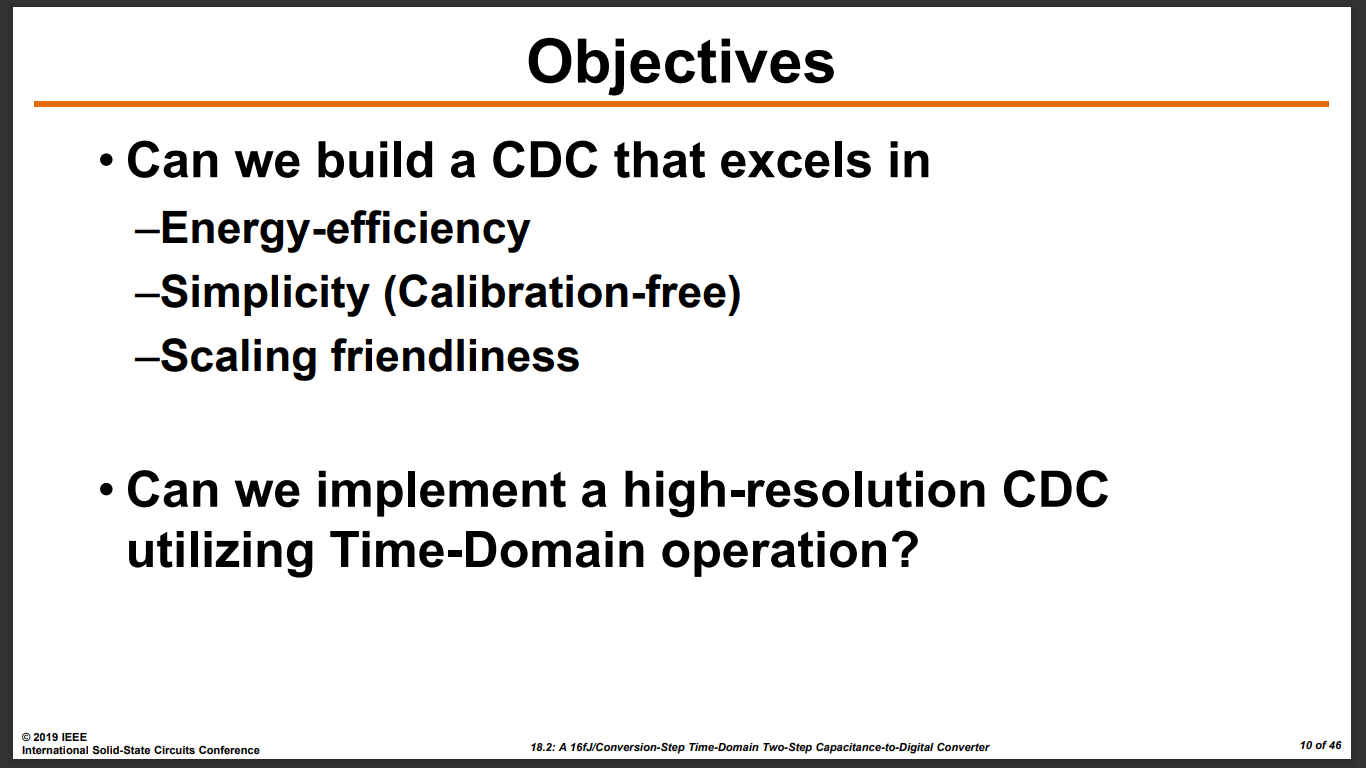 Objectives
• Can we build a CDC that excels in
–Energy-efficiency
–Simplicity (Calibration-free)
–Scaling friendliness
• Can we implement a high-resolution CDC
utilizing Time-Domain operation?
© 2019 IEEE
International Solid-State Circuits Conference
18.2: A 16fJ/Conversion-Step Time-Domain Two-Step Capacitance-to-Digital Converter
10 of 46